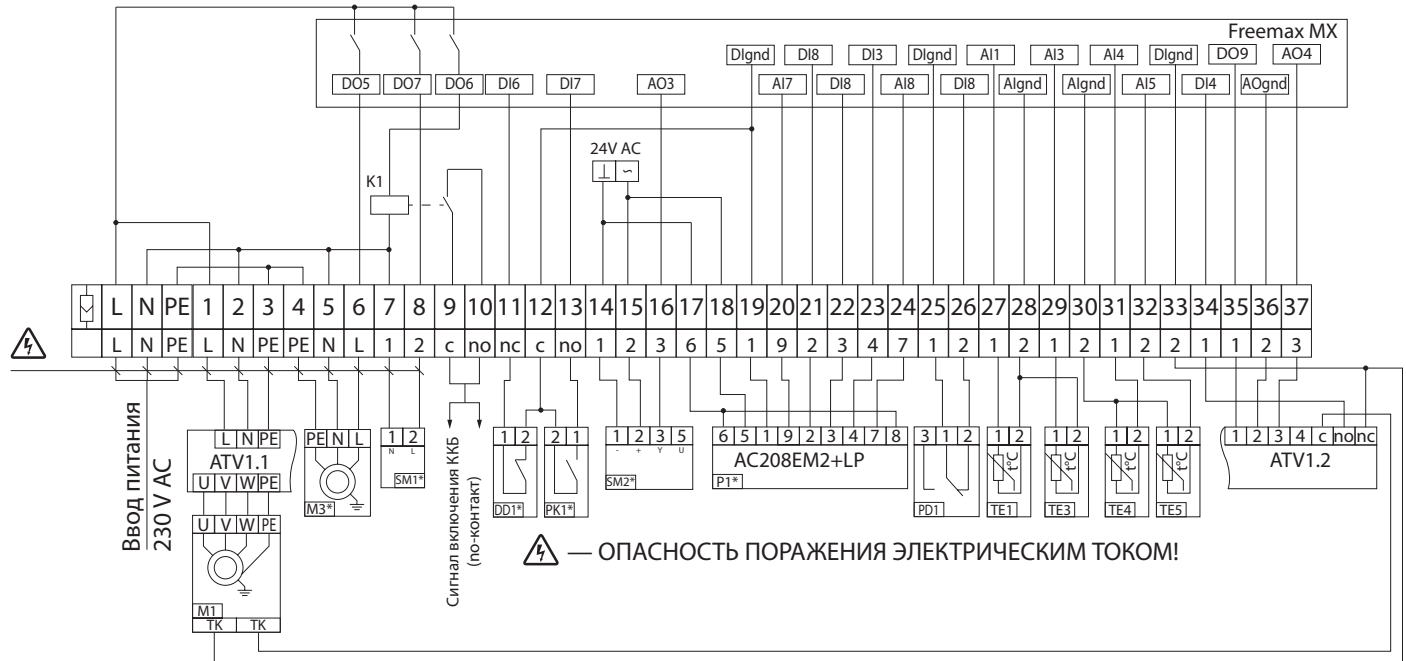 Freemax MX
DIgnd DI8 DI3 DIgnd AI1 AI3 AI4 DIgnd DO9 AO4
DO5 DO7 DO6 DI6 DI7 AO3 AI7 DI8 AI8 DI8 AIgnd AIgnd AI5 DI4 AOgnd
24V AC
⊥ ~
K1
L N PE 1 2 3 4 5 6 7 8 9 10 11 12 13 14 15 16 17 18 19 20 21 22 23 24 25 26 27 28 29 30 31 32 33 34 35 36 37
L N PE L N PE PE N L 1 2 c no nc c no 1 2 3 6 5 1 9 2 3 4 7 1 2 1 2 1 2 1 2 2 1 1 2 3
Ввод питания
230 V AC
L N PE
ATV1.1
U V W PE
U V W PE
M1
TK TK
PE N L
M3*
1 2
N L
SM1*
Сигнал включения ККБ
(no-контакт)
1 2
DD1*
2 1
PK1*
1 2 3 5
- + Y U
SM2*
6 5 1 9 2 3 4 7 8
AC208EM2+LP
P1*
3 1 2
PD1
1 2
t°C
TE1
1 2
t°C
TE3
1 2
t°C
TE4
1 2
t°C
TE5
1 2 3 4 c no nc
ATV1.2
— ОПАСНОСТЬ ПОРАЖЕНИЯ ЭЛЕКТРИЧЕСКИМ ТОКОМ!